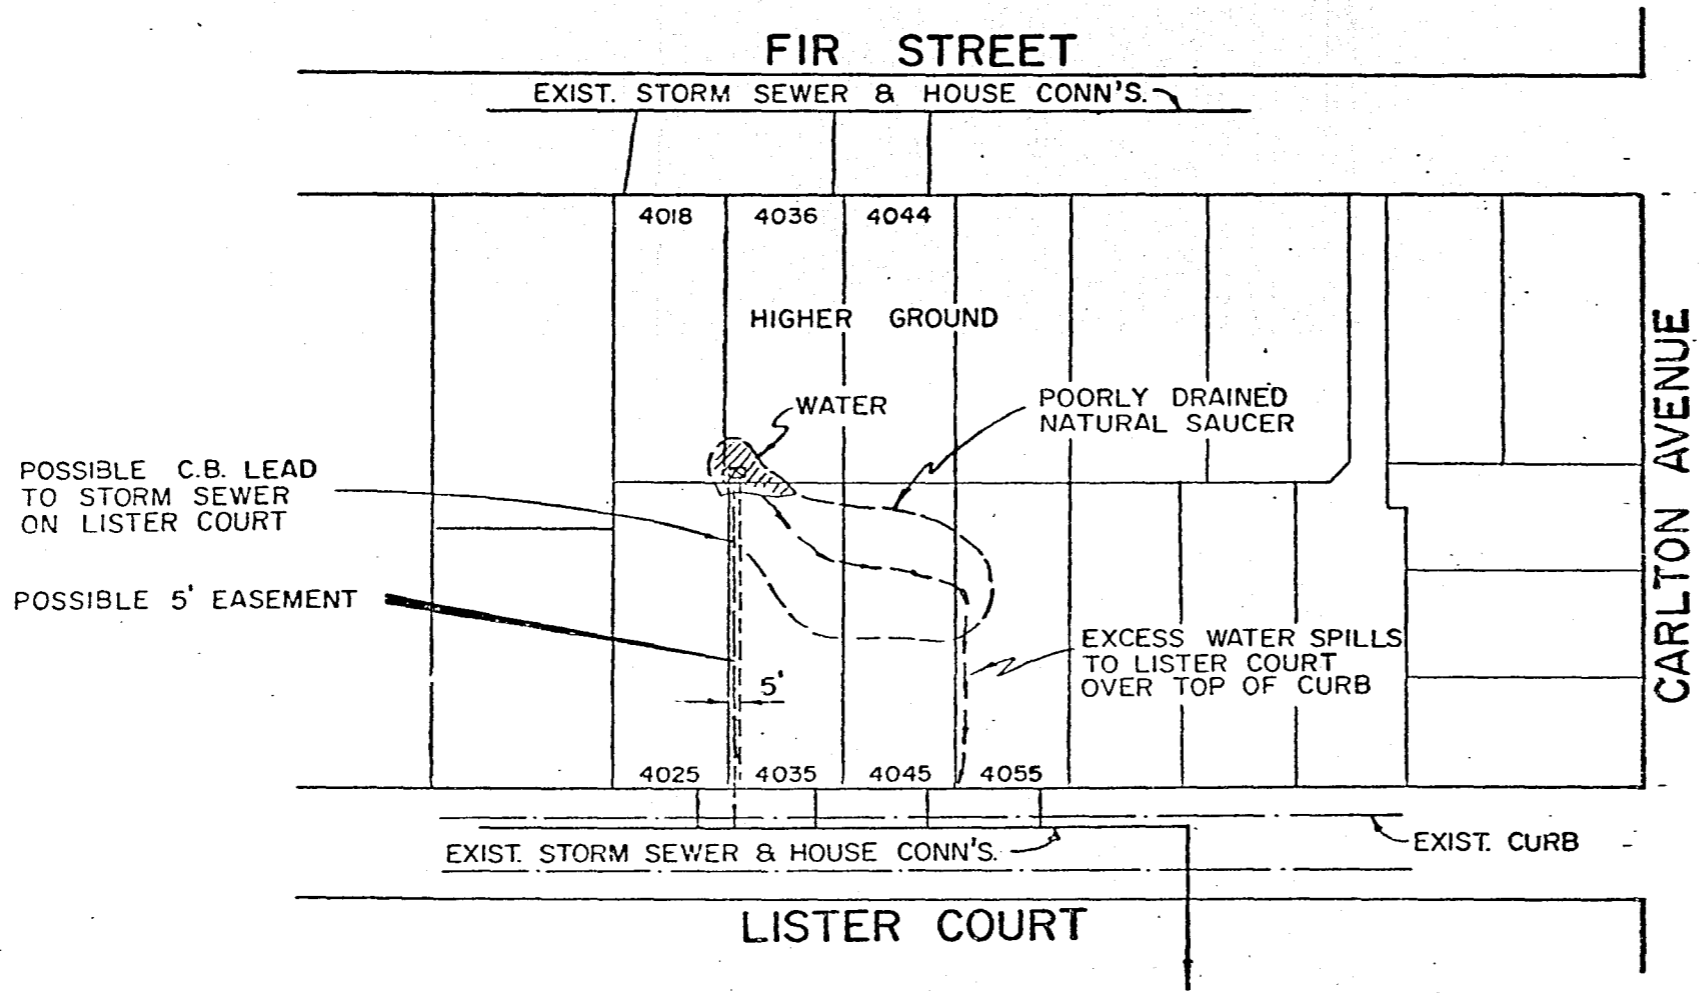 FIR STREET
EXIST. STORM SEWER & HOUSE CONN'S.
4018 4036 4044
HIGHER GROUND
WATER
POORLY DRAINED
NATURAL SAUCER
POSSIBLE C.B. LEAD
TO STORM SEWER
ON LISTER COURT
POSSIBLE 5' EASEMENT
5'
EXCESS WATER SPILLS
TO LISTER COURT
OVER TOP OF CURB
4025 4035 4045 4055
EXIST. STORM SEWER & HOUSE CONN'S.
EXIST. CURB
LISTER COURT
CARLTON AVENUE